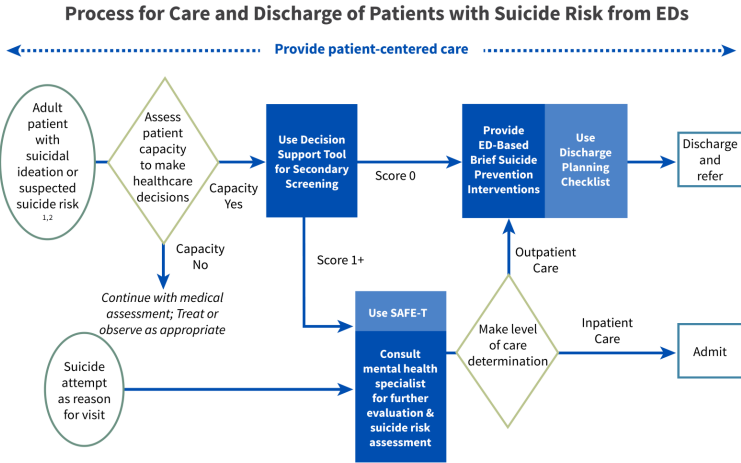 Process for Care and Discharge of Patients with Suicide Risk from EDs
Provide patient-centered care
Adult
patient
with
suicidal
ideation or
suspected
suicide risk
1,2
Assess
patient
capacity
to make
healthcare
decisions
Capacity
Yes
Capacity
No
Continue with medical
assessment; Treat or
observe as appropriate
Use Decision
Support Tool
for Secondary
Screening
Score 0
Score 1+
Provide
ED-Based
Brief Suicide
Prevention
Interventions
Use
Discharge
Planning
Checklist
Discharge
and
refer
Outpatient
Care
Suicide
attempt
as reason
for visit
Use SAFE-T
Consult
mental health
specialist
for further
evaluation &
suicide risk
assessment
Make level
of care
determination
Inpatient
Care
Admit